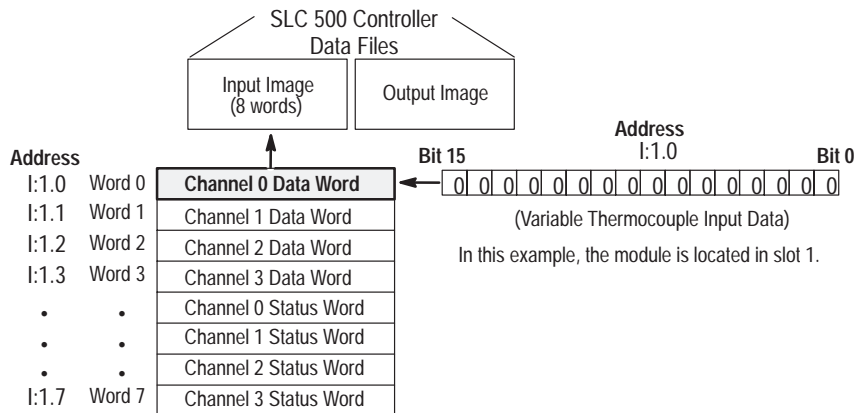 SLC 500 Controller
Data Files
Input Image
(8 words)
Output Image
Address
I:1.0
Bit 15
Bit 0
0 0 0 0 0 0 0 0 0 0 0 0 0 0 0 0
(Variable Thermocouple Input Data)
In this example, the module is located in slot 1.
Address
I:1.0 Word 0 Channel 0 Data Word
I:1.1 Word 1 Channel 1 Data Word
I:1.2 Word 2 Channel 2 Data Word
I:1.3 Word 3 Channel 3 Data Word
• • Channel 0 Status Word
• • Channel 1 Status Word
• • Channel 2 Status Word
I:1.7 Word 7 Channel 3 Status Word